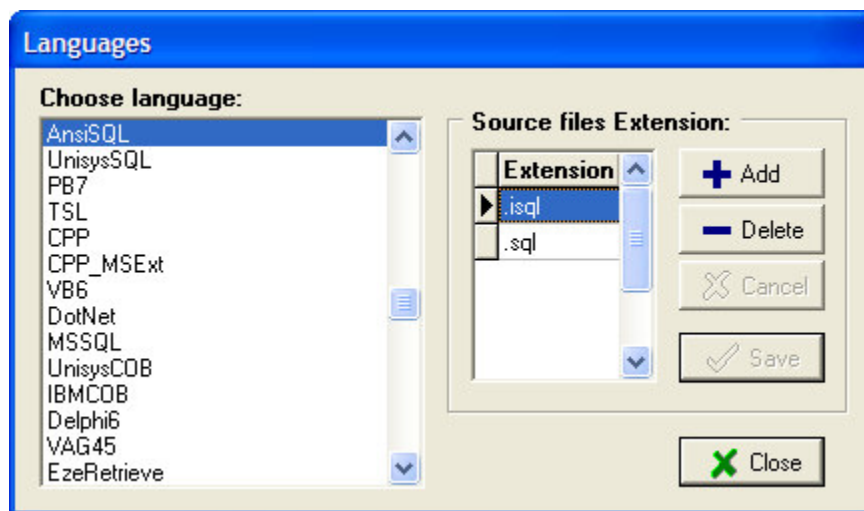 Languages
Choose language:
AnsiSQL
UnisysSQL
PB7
TSL
CPP
CPP_MSExt
VB6
DotNet
MSSQL
UnisysCOB
IBMCOB
Delphi6
VAG45
EzeRetrieve
Source files Extension:
Extension
.isql
.sql
Add
Delete
Cancel
Save
Close